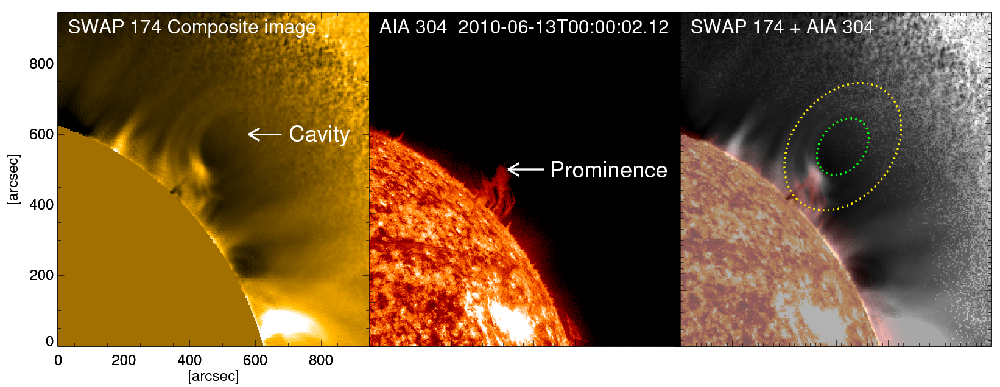 SWAP 174 Composite image
AIA 304  2010-06-13T00:00:02.12
SWAP 174 + AIA 304
Cavity
Prominence
[arcsec]
800
600
400
200
0
0 200 400 600 800
[arcsec]